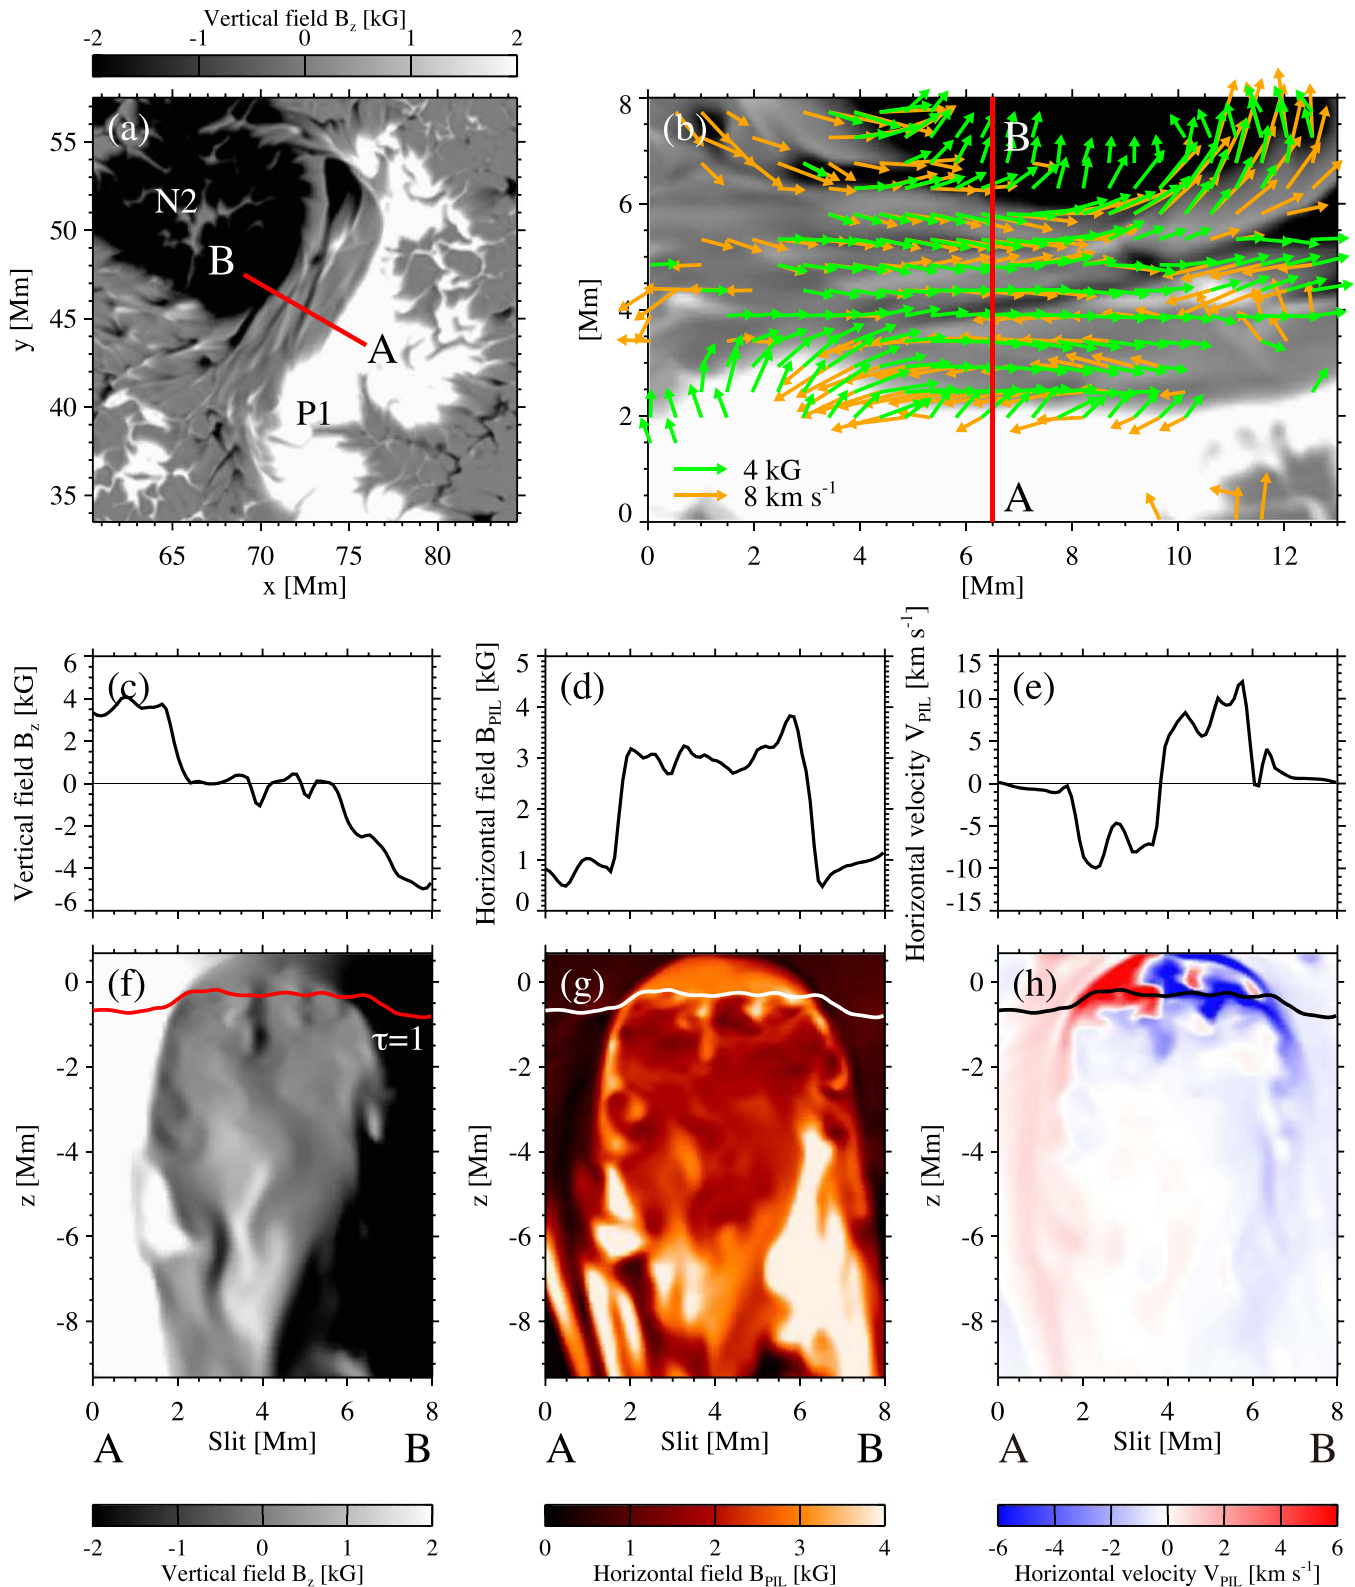 Vertical field Bz [kG]
-2 -1 0 1 2
(a)
N2
B
A
P1
55
50
45
40
35
y [Mm]
65 70 75 80
x [Mm]
(b)
B
A
4 kG
8 km s-1
8
6
4
2
0
[Mm]
0 2 4 6 8 10 12
[Mm]
(c)
6
4
2
0
-2
-4
-6
Vertical field Bz [kG]
(d)
5
4
3
2
1
0
Horizontal field BPIL [kG]
(e)
15
10
5
0
-5
-10
-15
Horizontal velocity VPIL [km s-1]
(f)
τ=1
0
-2
-4
-6
-8
z [Mm]
0 2 4 6 8
A Slit [Mm] B
(g)
0
-2
-4
-6
-8
z [Mm]
0 2 4 6 8
A Slit [Mm] B
(h)
0
-2
-4
-6
-8
z [Mm]
0 2 4 6 8
A Slit [Mm] B
-2 -1 0 1 2
Vertical field Bz [kG]
0 1 2 3 4
Horizontal field BPIL [kG]
-6 -4 -2 0 2 4 6
Horizontal velocity VPIL [km s-1]